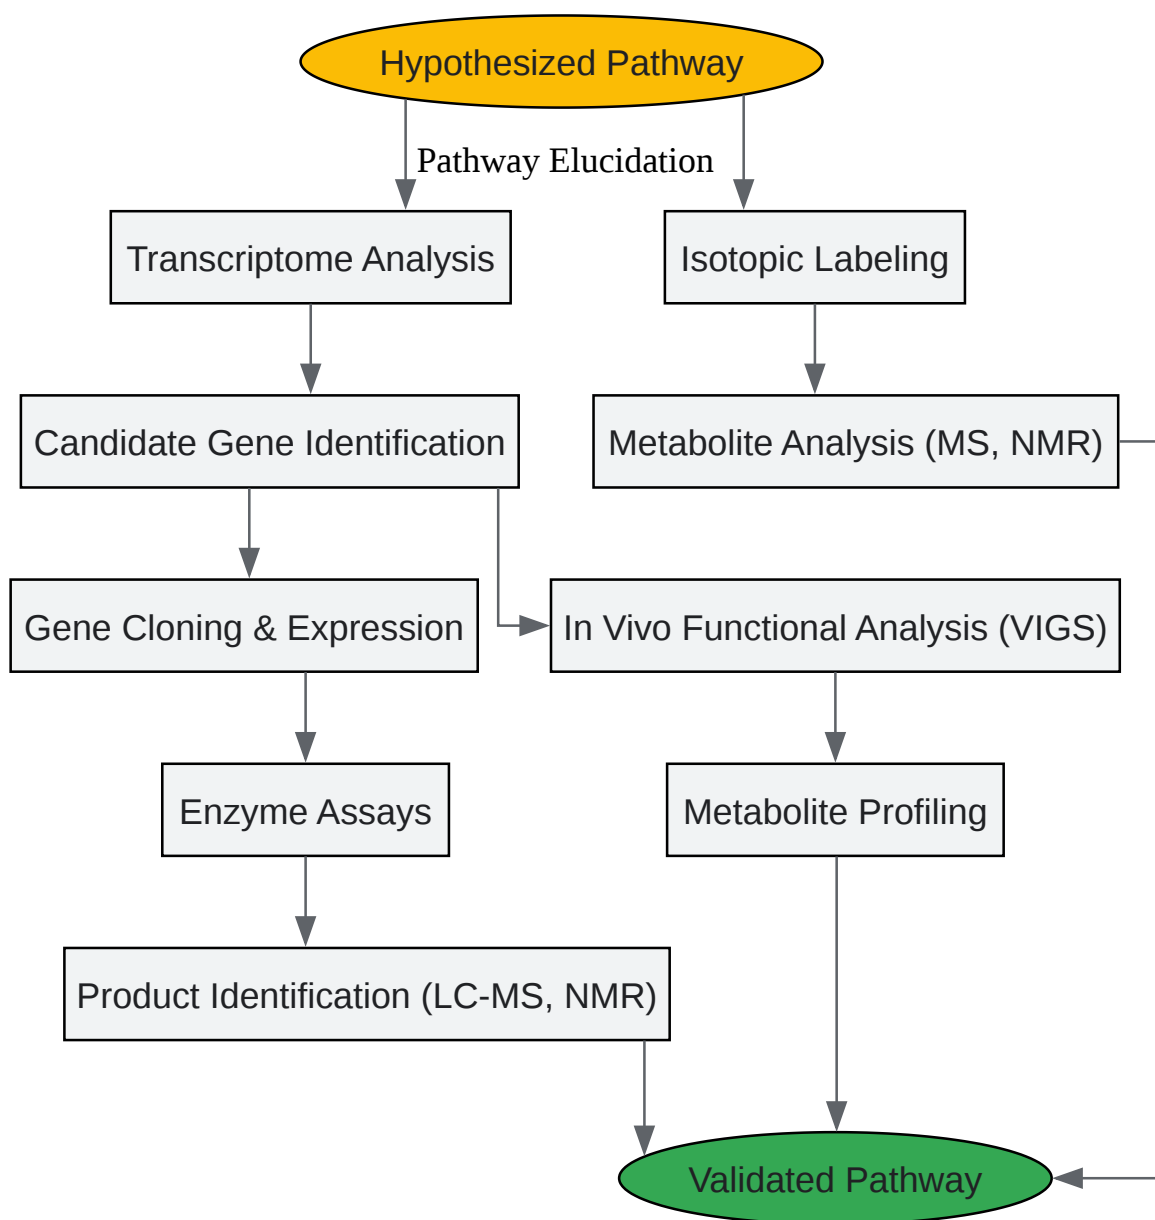 Hypothesized Pathway
Pathway Elucidation
Transcriptome Analysis
Isotopic Labeling
Candidate Gene Identification
Metabolite Analysis (MS, NMR)
Gene Cloning & Expression
In Vivo Functional Analysis (VIGS)
Enzyme Assays
Metabolite Profiling
Product Identification (LC-MS, NMR)
Validated Pathway